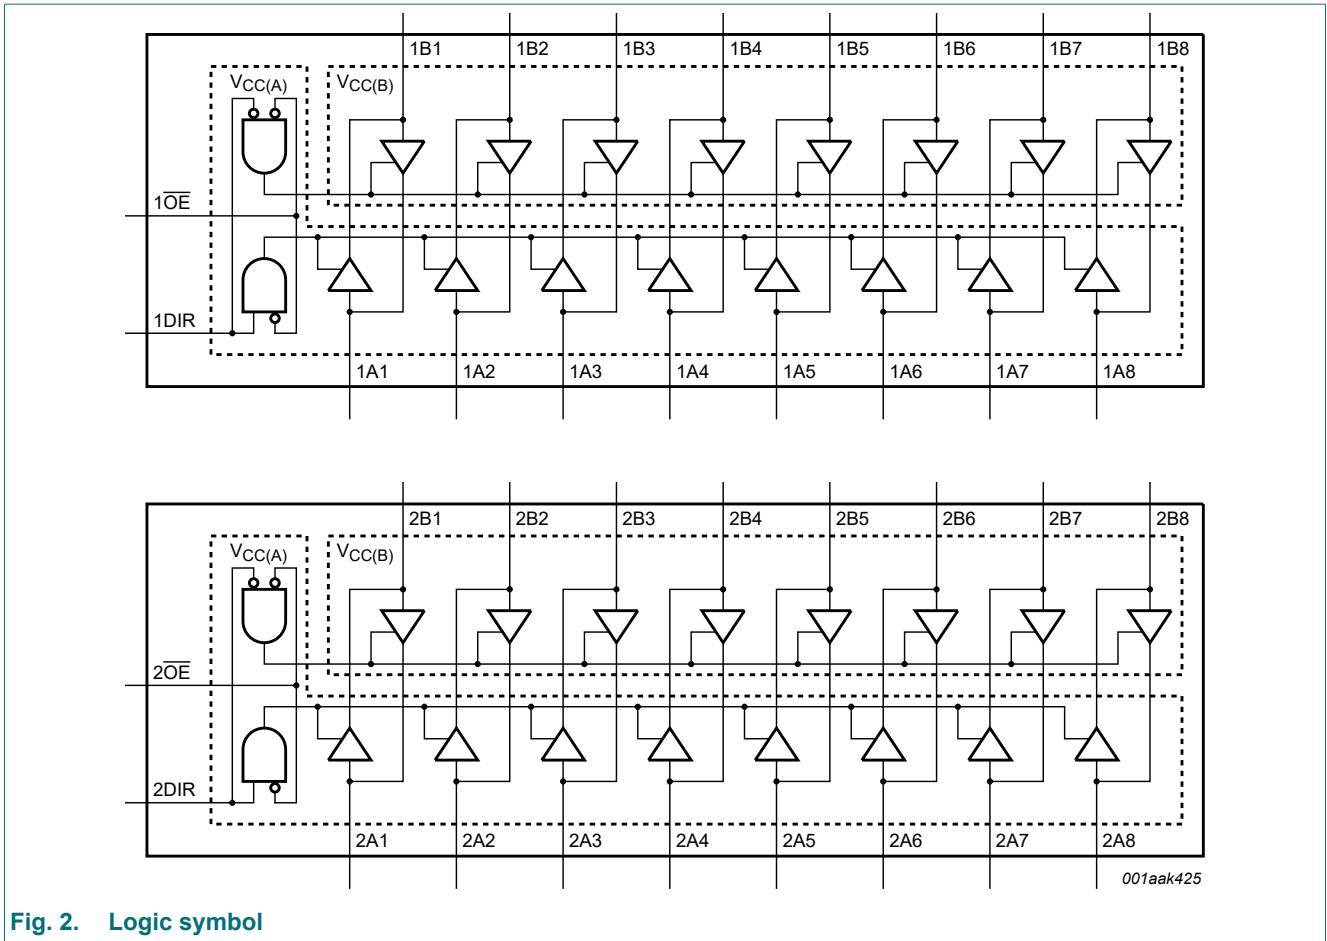 1B1 1B2 1B3 1B4 1B5 1B6 1B7 1B8
VCC(A) VCC(B)
1O̅E̅
1DIR
1A1 1A2 1A3 1A4 1A5 1A6 1A7 1A8
2B1 2B2 2B3 2B4 2B5 2B6 2B7 2B8
VCC(A) VCC(B)
2O̅E̅
2DIR
2A1 2A2 2A3 2A4 2A5 2A6 2A7 2A8
001aak425
Fig. 2. Logic symbol